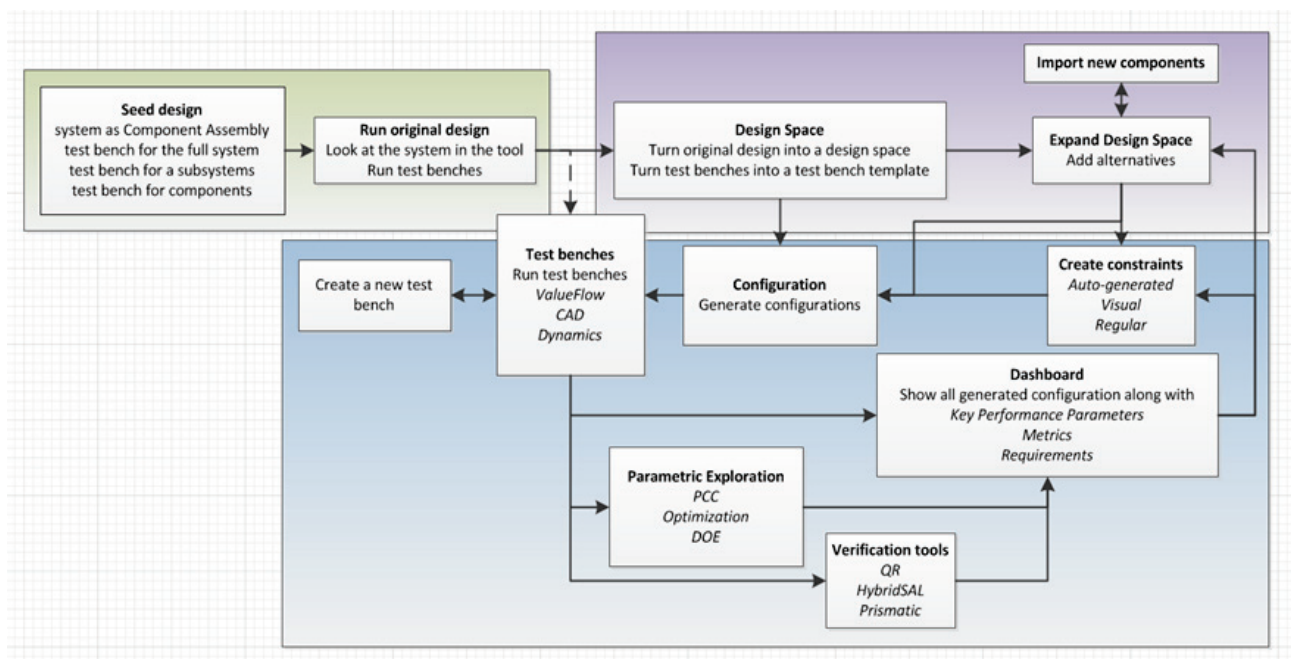 Seed design
system as Component Assembly
test bench for the full system
test bench for a subsystems
test bench for components
Run original design
Look at the system in the tool
Run test benches
Design Space
Turn original design into a design space
Turn test benches into a test bench template
Import new components
Expand Design Space
Add alternatives
Create a new test
bench
Test benches
Run test benches
ValueFlow
CAD
Dynamics
Configuration
Generate configurations
Create constraints
Auto-generated
Visual
Regular
Dashboard
Show all generated configuration along with
Key Performance Parameters
Metrics
Requirements
Parametric Exploration
PCC
Optimization
DOE
Verification tools
QR
HybridSAL
Prismatic